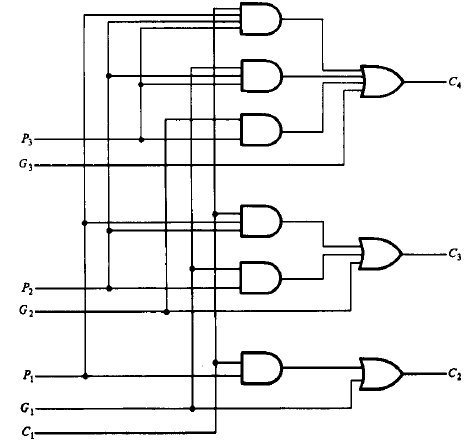 C₄
P₃
G₃
C₃
P₂
G₂
P₁
C₂
G₁
C₁